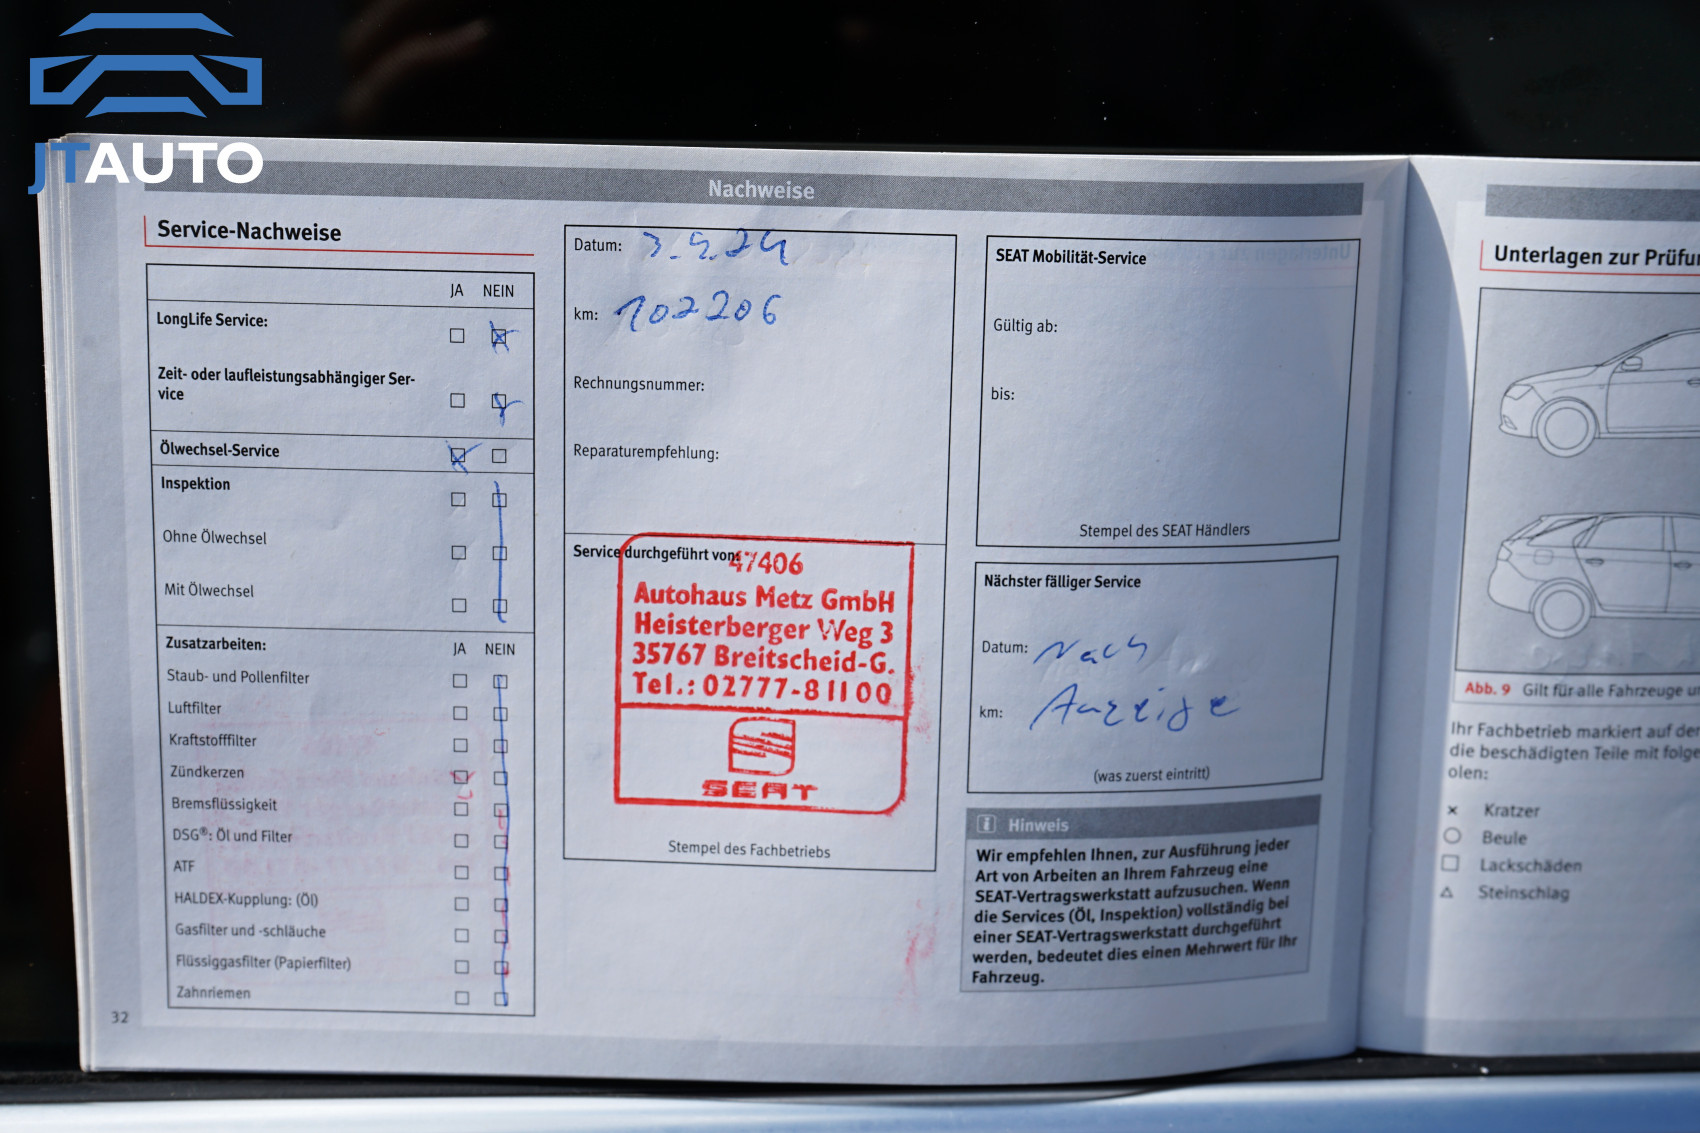 JTAUTO
Nachweise
Service-Nachweise
JA NEIN
LongLife Service:
Zeit- oder laufleistungsabhängiger Ser-
vice
Ölwechsel-Service
Inspektion
Ohne Ölwechsel
Mit Ölwechsel
Zusatzarbeiten: JA NEIN
Staub- und Pollenfilter
Luftfilter
Kraftstofffilter
Zündkerzen
Bremsflüssigkeit
DSG®: Öl und Filter
ATF
HALDEX-Kupplung: (Öl)
Gasfilter und -schläuche
Flüssiggasfilter (Papierfilter)
Zahnriemen
32
Datum: 3.5.24
km: 102206
Rechnungsnummer:
Reparaturempfehlung:
Service durchgeführt von:
47406
Autohaus Metz GmbH
Heisterberger Weg 3
35767 Breitscheid-G.
Tel.: 02777-811100
SEAT
Stempel des Fachbetriebs
SEAT Mobilität-Service
Gültig ab:
bis:
Stempel des SEAT Händlers
Nächster fälliger Service
Datum: Nach
km: Anzeige
(was zuerst eintritt)
i Hinweis
Wir empfehlen Ihnen, zur Ausführung jeder
Art von Arbeiten an Ihrem Fahrzeug eine
SEAT-Vertragswerkstatt aufzusuchen. Wenn
die Services (Öl, Inspektion) vollständig bei
einer SEAT-Vertragswerkstatt durchgeführt
werden, bedeutet dies einen Mehrwert für Ihr
Fahrzeug.
Unterlagen zur Prüfu
Abb. 9 Gilt für alle Fahrzeuge u
Ihr Fachbetrieb markiert auf der
die beschädigten Teile mit folge
olen:
Kratzer
Beule
Lackschäden
Steinschlag